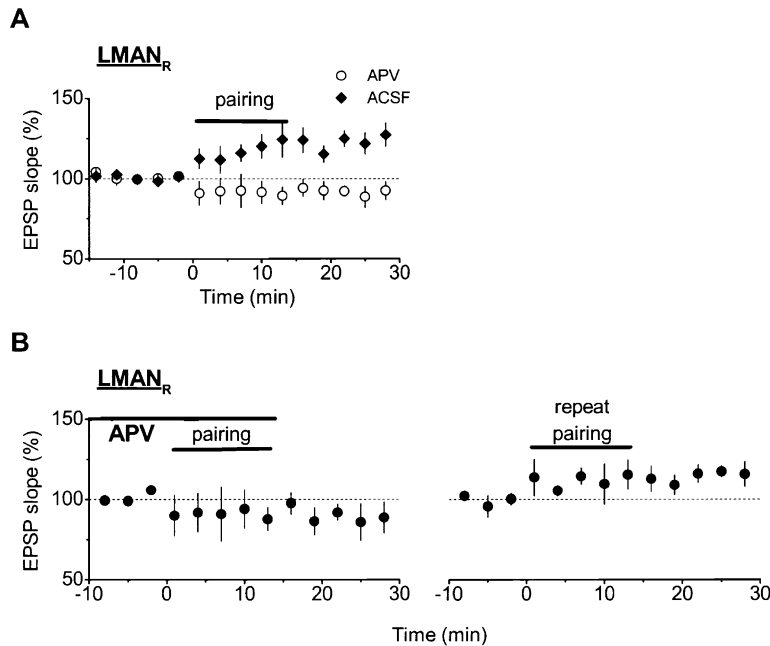 A
LMANR
APV
ACSF
pairing
150
100
50
EPSP slope (%)
-10 0 10 20 30
Time (min)
B
LMANR
150
100
50
EPSP slope (%)
APV pairing
-10 0 10 20 30
repeat
pairing
-10 0 10 20 30
Time (min)